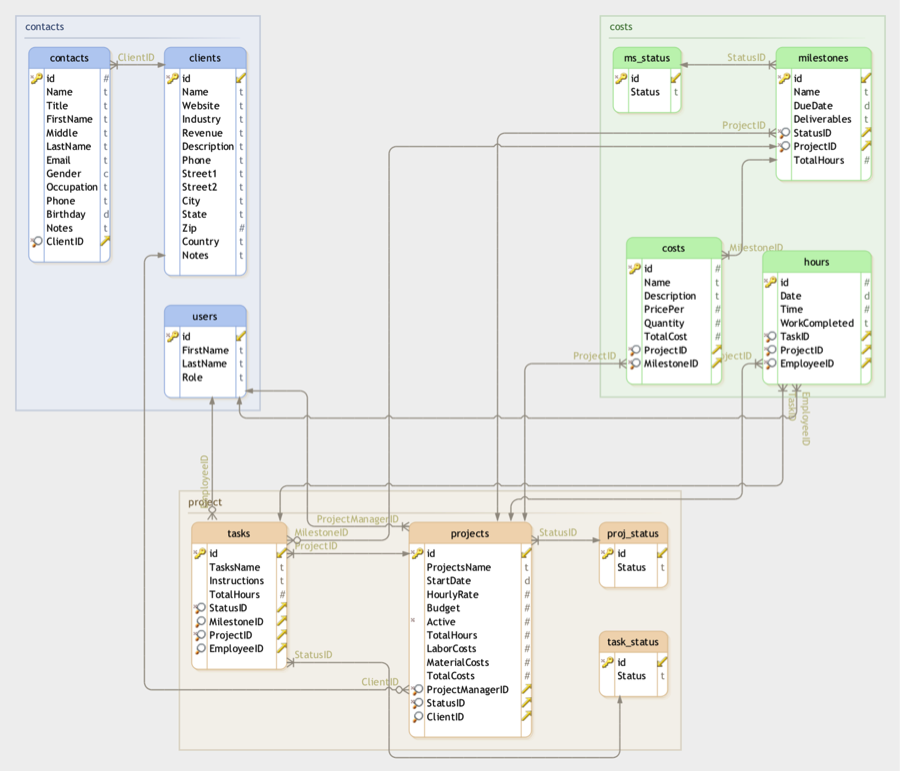 contacts
contacts
ClientID
clients
id #
Name t
Title t
FirstName t
Middle t
LastName t
Email t
Gender c
Occupation t
Phone t
Birthday d
Notes t
ClientID
id
Name t
Website t
Industry t
Revenue t
Description t
Phone t
Street1 t
Street2 t
City t
State t
Zip #
Country t
Notes t
users
id
FirstName t
LastName t
Role t
costs
ms_status
StatusID
milestones
id
Status t
id
Name t
DueDate d
Deliverables t
StatusID
ProjectID
TotalHours #
ProjectID
costs
MilestoneID
id #
Name t
Description t
PricePer #
Quantity #
TotalCost #
ProjectID
MilestoneID
ProjectID
hours
id #
Date d
Time #
WorkCompleted t
TaskID
ProjectID
EmployeeID
ojectID
TaskID
EmployeeID
EmployeeID
project
tasks
id
TasksName t
Instructions t
TotalHours #
StatusID
MilestoneID
ProjectID
EmployeeID
ProjectManagerID
MilestoneID
ProjectID
StatusID
ClientID
projects
id
ProjectsName t
StartDate d
HourlyRate #
Budget #
Active #
TotalHours #
LaborCosts #
MaterialCosts #
TotalCosts #
ProjectManagerID
StatusID
ClientID
StatusID
proj_status
id
Status t
task_status
id
Status t